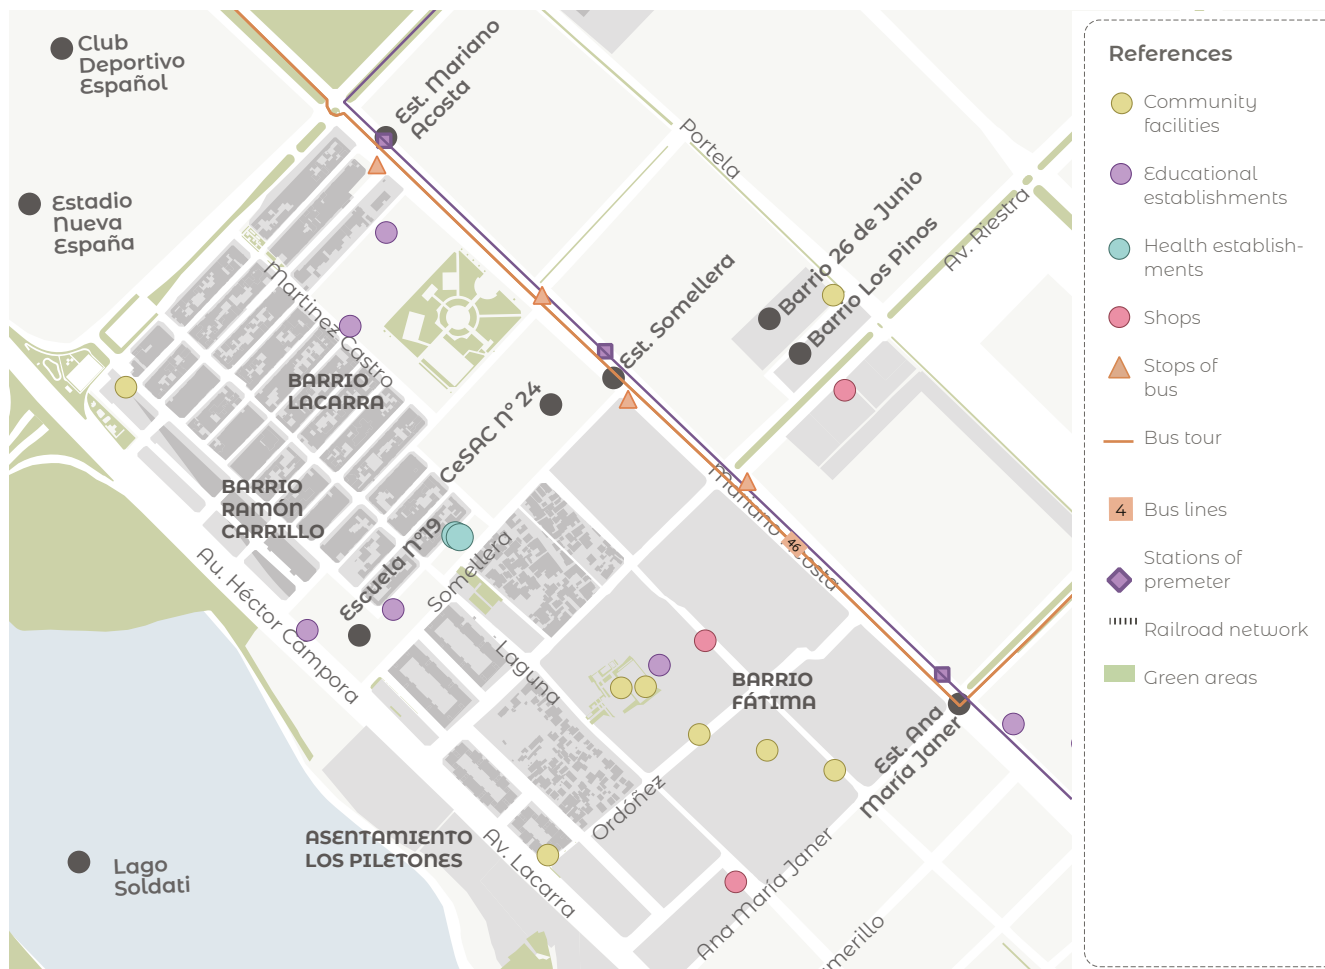 Club
Deportivo
Español
Estadio
Nueva
España
Est. Mariano
Acosta
Portela
Barrio 26 de Junio
Barrio Los Pinos
Av. Riestra
Martinez Castro
Est. Somellera
BARRIO
LACARRA
CeSAC n° 24
BARRIO
RAMÓN
CARRILLO
Mariano Acosta
46
Escuela n°19
Somellera
Au. Héctor Campora
Laguna
BARRIO
FÁTIMA
Est. Ana
María Janer
Ordóñez
ASENTAMIENTO
LOS PILETONES
Av. Lacarra
Ana María Janer
Lago
Soldati
References
Community
facilities
Educational
establishments
Health establish-
ments
Shops
Stops of
bus
Bus tour
4
Bus lines
Stations of
premeter
Railroad network
Green areas